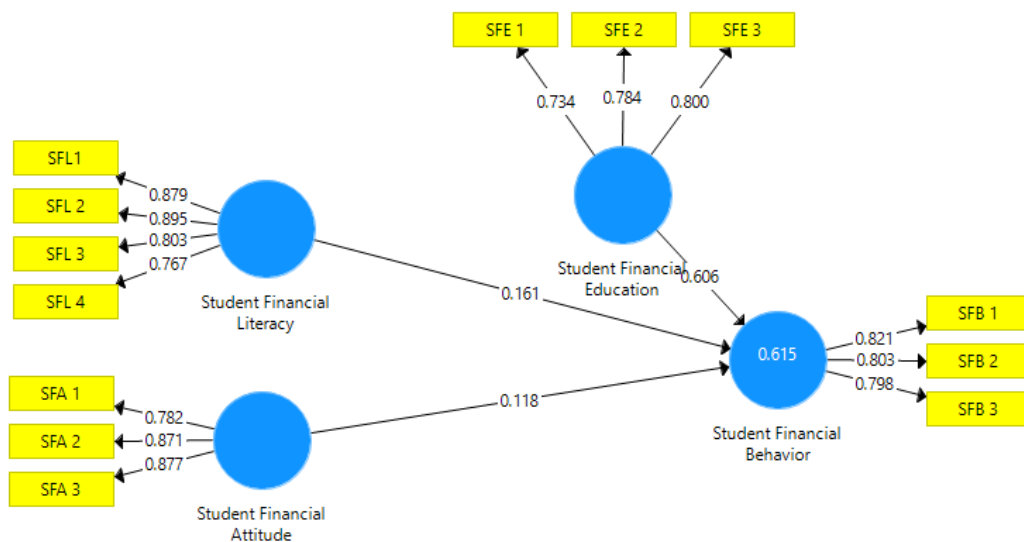 SFE 1
SFE 2
SFE 3
0.734
0.784
0.800
SFL1
SFL 2
SFL 3
SFL 4
0.879
0.895
0.803
0.767
Student Financial
Literacy
Student Financial
Education
0.606
0.161
0.615
SFB 1
SFB 2
SFB 3
0.821
0.803
0.798
Student Financial
Behavior
SFA 1
SFA 2
SFA 3
0.782
0.871
0.877
0.118
Student Financial
Attitude